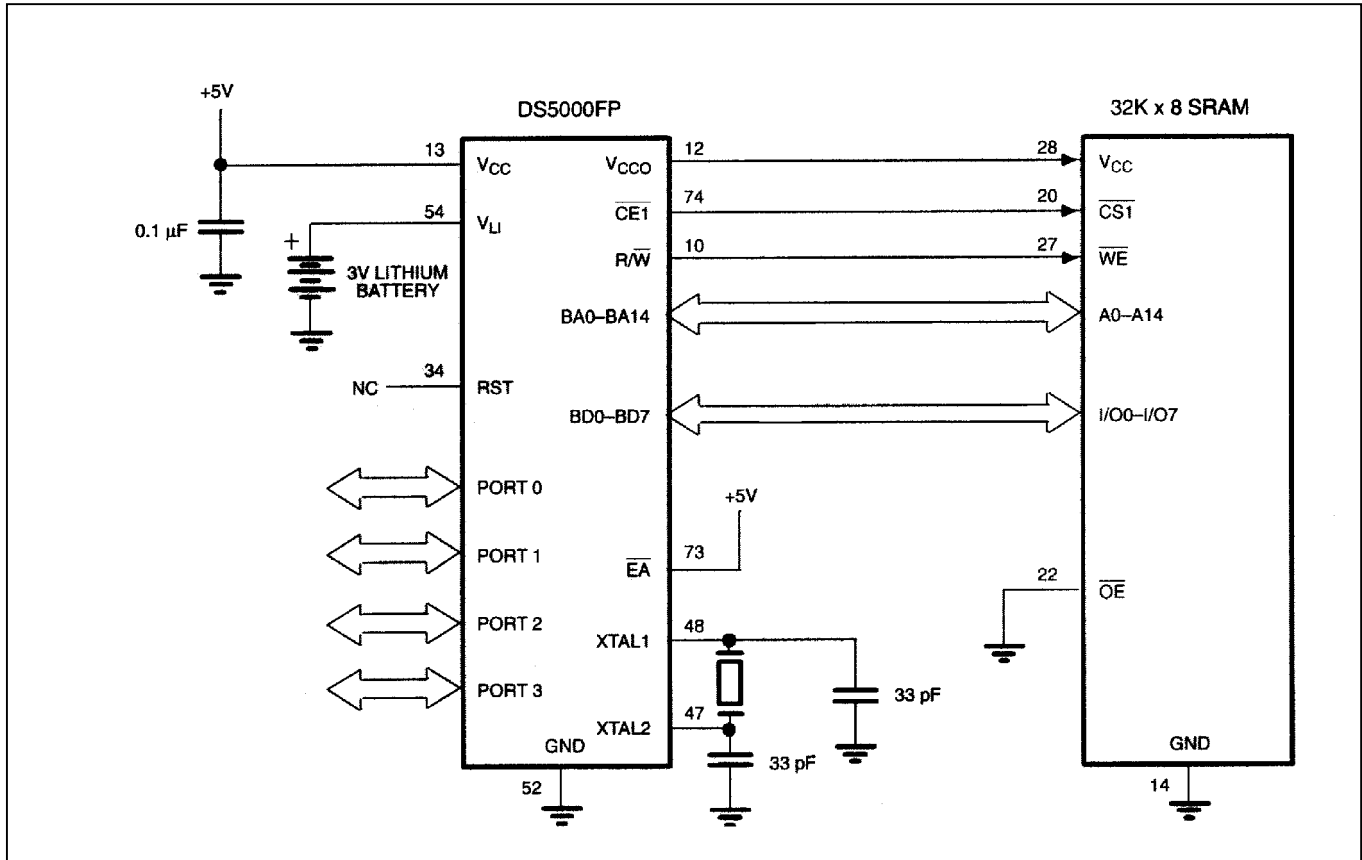 +5V
0.1 μF
+
3V LITHIUM
BATTERY
NC
DS5000FP
13
VCC
54
VLI
34
RST
PORT 0
PORT 1
PORT 2
PORT 3
GND
52
VCCO
12
CE1
74
R/W
10
BA0–BA14
BD0–BD7
+5V
EA
73
XTAL1
48
XTAL2
47
33 pF
33 pF
32K x 8 SRAM
28
VCC
20
CS1
27
WE
A0–A14
I/O0–I/O7
22
OE
GND
14